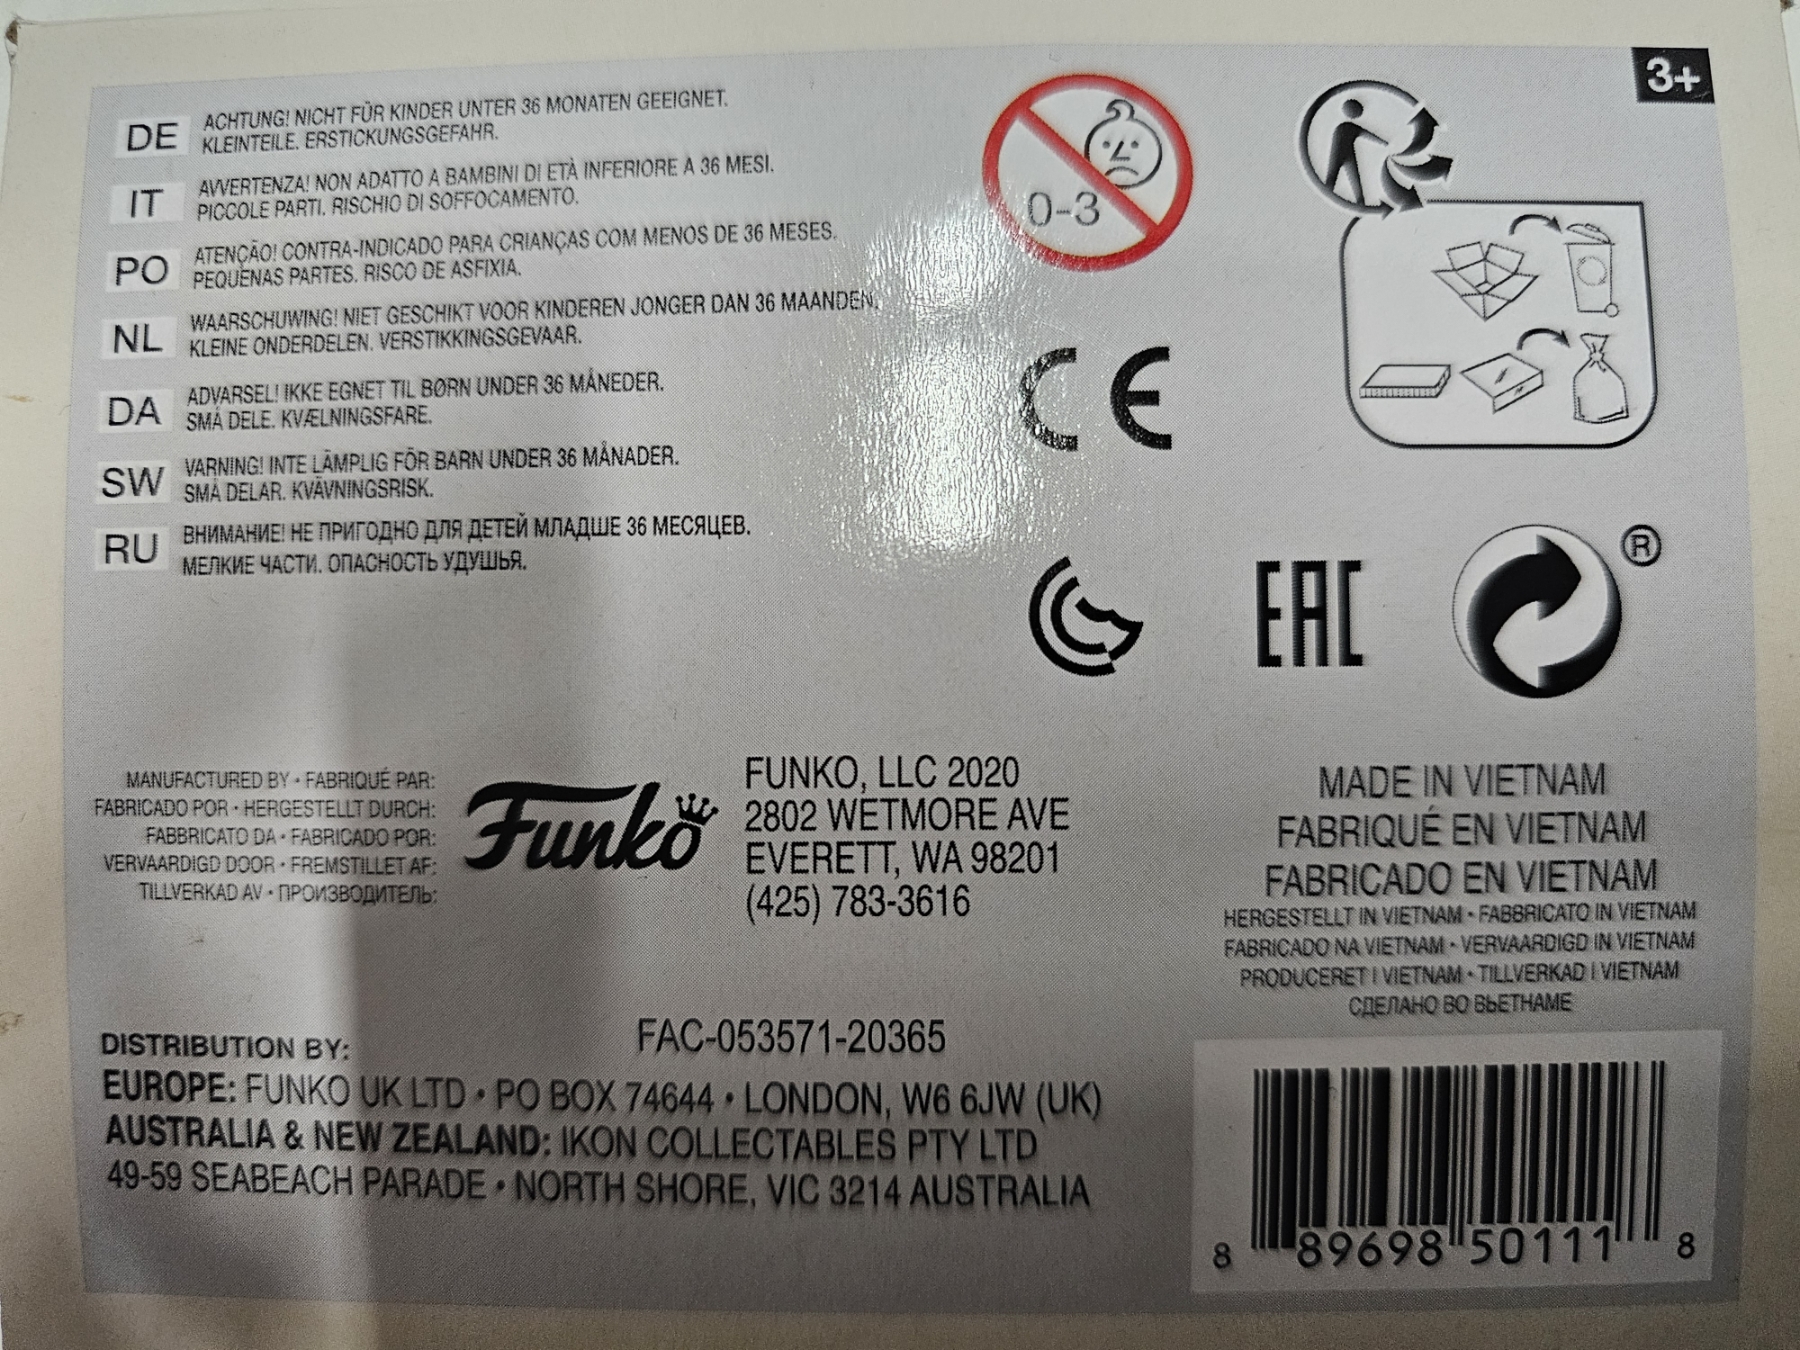 3+
DE
ACHTUNG! NICHT FÜR KINDER UNTER 36 MONATEN GEEIGNET.
KLEINTEILE. ERSTICKUNGSGEFAHR.
IT
AVVERTENZA! NON ADATTO A BAMBINI DI ETÀ INFERIORE A 36 MESI.
PICCOLE PARTI. RISCHIO DI SOFFOCAMENTO.
PO
ATENÇÃO! CONTRA-INDICADO PARA CRIANÇAS COM MENOS DE 36 MESES.
PEQUENAS PARTES. RISCO DE ASFIXIA.
NL
WAARSCHUWING! NIET GESCHIKT VOOR KINDEREN JONGER DAN 36 MAANDEN.
KLEINE ONDERDELEN. VERSTIKKINGSGEVAAR.
DA
ADVARSEL! IKKE EGNET TIL BØRN UNDER 36 MÅNEDER.
SMÅ DELE. KVÆLNINGSFARE.
SW
VARNING! INTE LÄMPLIG FÖR BARN UNDER 36 MÅNADER.
SMÅ DELAR. KVÄVNINGSRISK.
RU
ВНИМАНИЕ! НЕ ПРИГОДНО ДЛЯ ДЕТЕЙ МЛАДШЕ 36 МЕСЯЦЕВ.
МЕЛКИЕ ЧАСТИ. ОПАСНОСТЬ УДУШЬЯ.
0-3
CE
EAC
®
MANUFACTURED BY • FABRIQUÉ PAR:
FABRICADO POR • HERGESTELLT DURCH:
FABBRICATO DA • FABRICADO POR:
VERVAARDIGD DOOR • FREMSTILLET AF:
TILLVERKAD AV • ПРОИЗВОДИТЕЛЬ:
Funko
FUNKO, LLC 2020
2802 WETMORE AVE
EVERETT, WA 98201
(425) 783-3616
MADE IN VIETNAM
FABRIQUÉ EN VIETNAM
FABRICADO EN VIETNAM
HERGESTELLT IN VIETNAM • FABBRICATO IN VIETNAM
FABRICADO NA VIETNAM • VERVAARDIGD IN VIETNAM
PRODUCERET I VIETNAM • TILLVERKAD I VIETNAM
СДЕЛАНО ВО ВЬЕТНАМЕ
FAC-053571-20365
DISTRIBUTION BY:
EUROPE: FUNKO UK LTD • PO BOX 74644 • LONDON, W6 6JW (UK)
AUSTRALIA & NEW ZEALAND: IKON COLLECTABLES PTY LTD
49-59 SEABEACH PARADE • NORTH SHORE, VIC 3214 AUSTRALIA
8 89698 50111 8